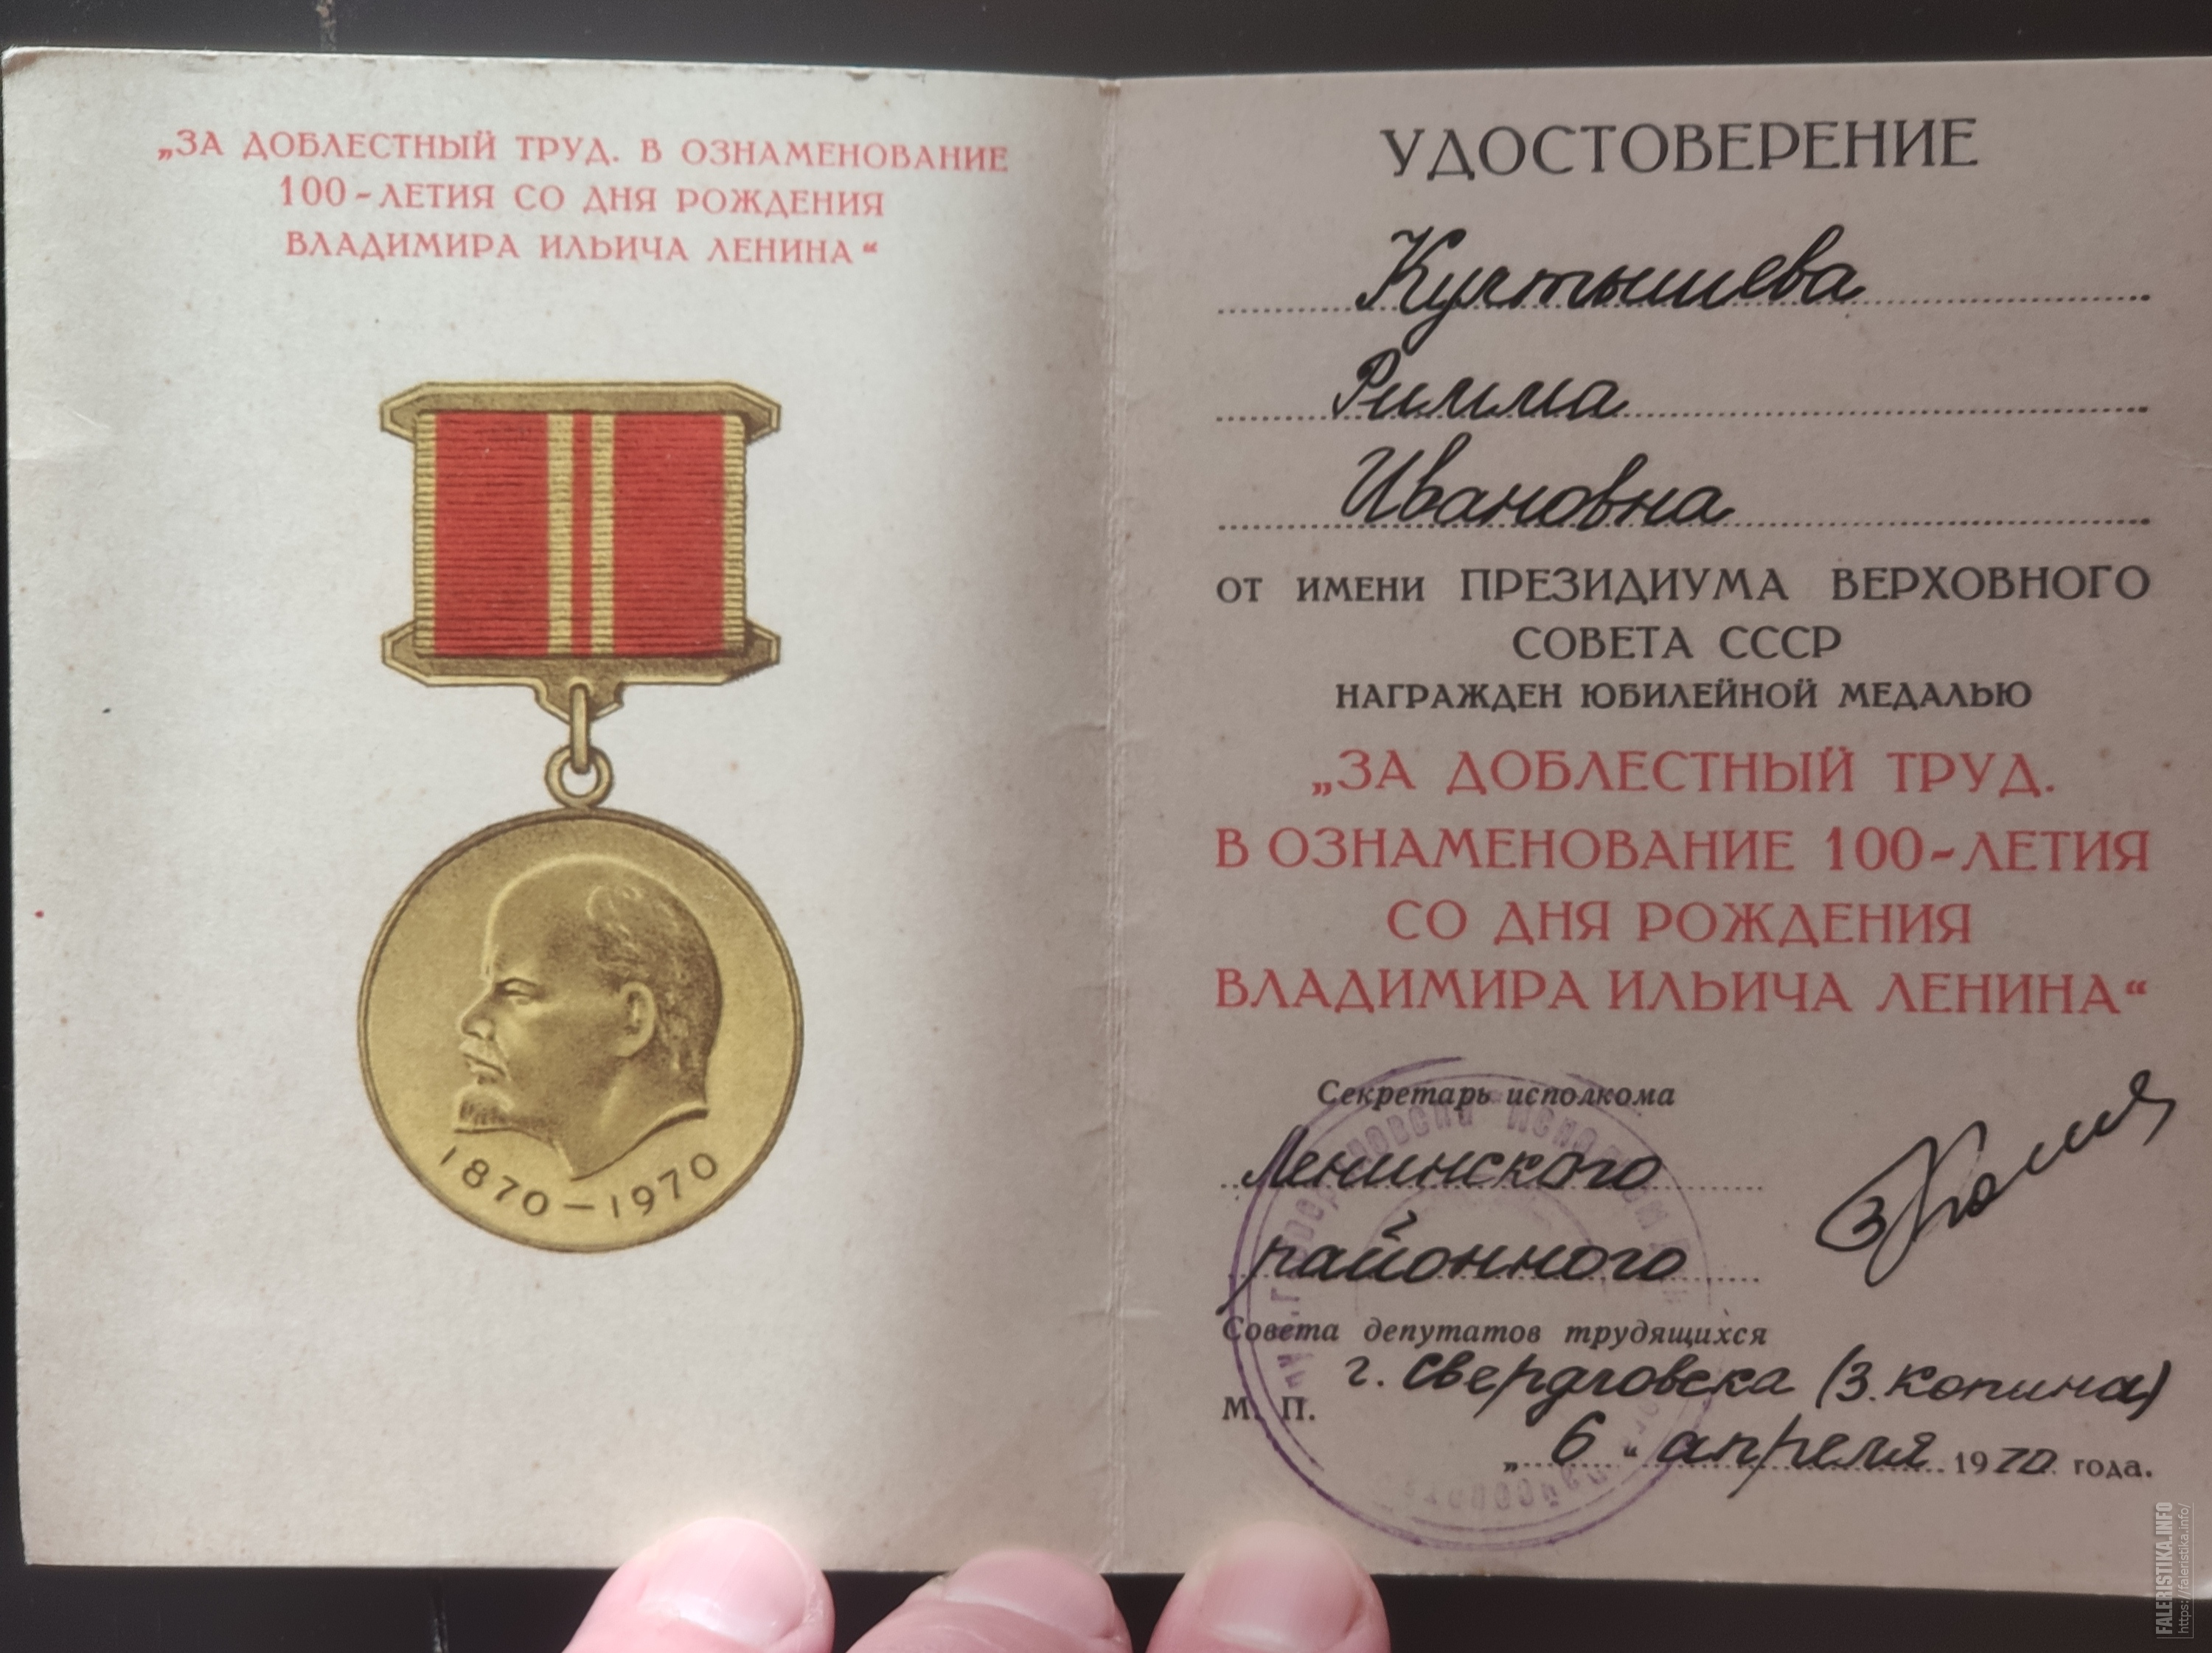 „ЗА ДОБЛЕСТНЫЙ ТРУД. В ОЗНАМЕНОВАНИЕ
100-ЛЕТИЯ СО ДНЯ РОЖДЕНИЯ
ВЛАДИМИРА ИЛЬИЧА ЛЕНИНА“
1870–1970
УДОСТОВЕРЕНИЕ
Култышева
Римма
Ивановна
ОТ ИМЕНИ ПРЕЗИДИУМА ВЕРХОВНОГО
СОВЕТА СССР
НАГРАЖДЕН ЮБИЛЕЙНОЙ МЕДАЛЬЮ
„ЗА ДОБЛЕСТНЫЙ ТРУД.
В ОЗНАМЕНОВАНИЕ 100-ЛЕТИЯ
СО ДНЯ РОЖДЕНИЯ
ВЛАДИМИРА ИЛЬИЧА ЛЕНИНА“
Секретарь исполкома
Ленинского
районного
Совета депутатов трудящихся
г. Свердловска (З. Копина)
М. П.
„6“ апреля 1970 года.
FALERISTIKA.INFO
https://faleristika.info/